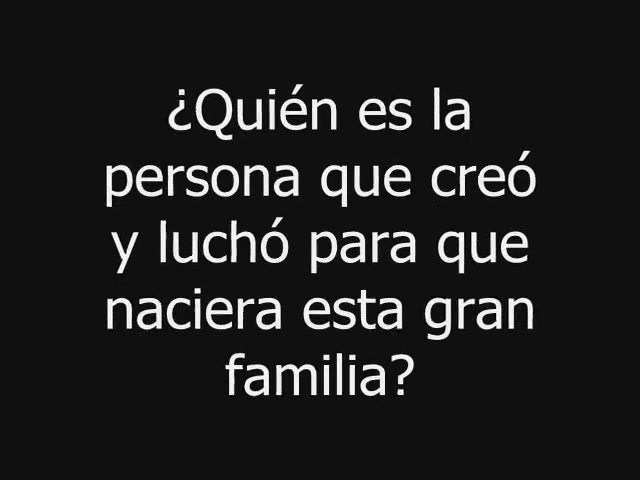 ¿Quién es la
persona que creó
y luchó para que
naciera esta gran
familia?